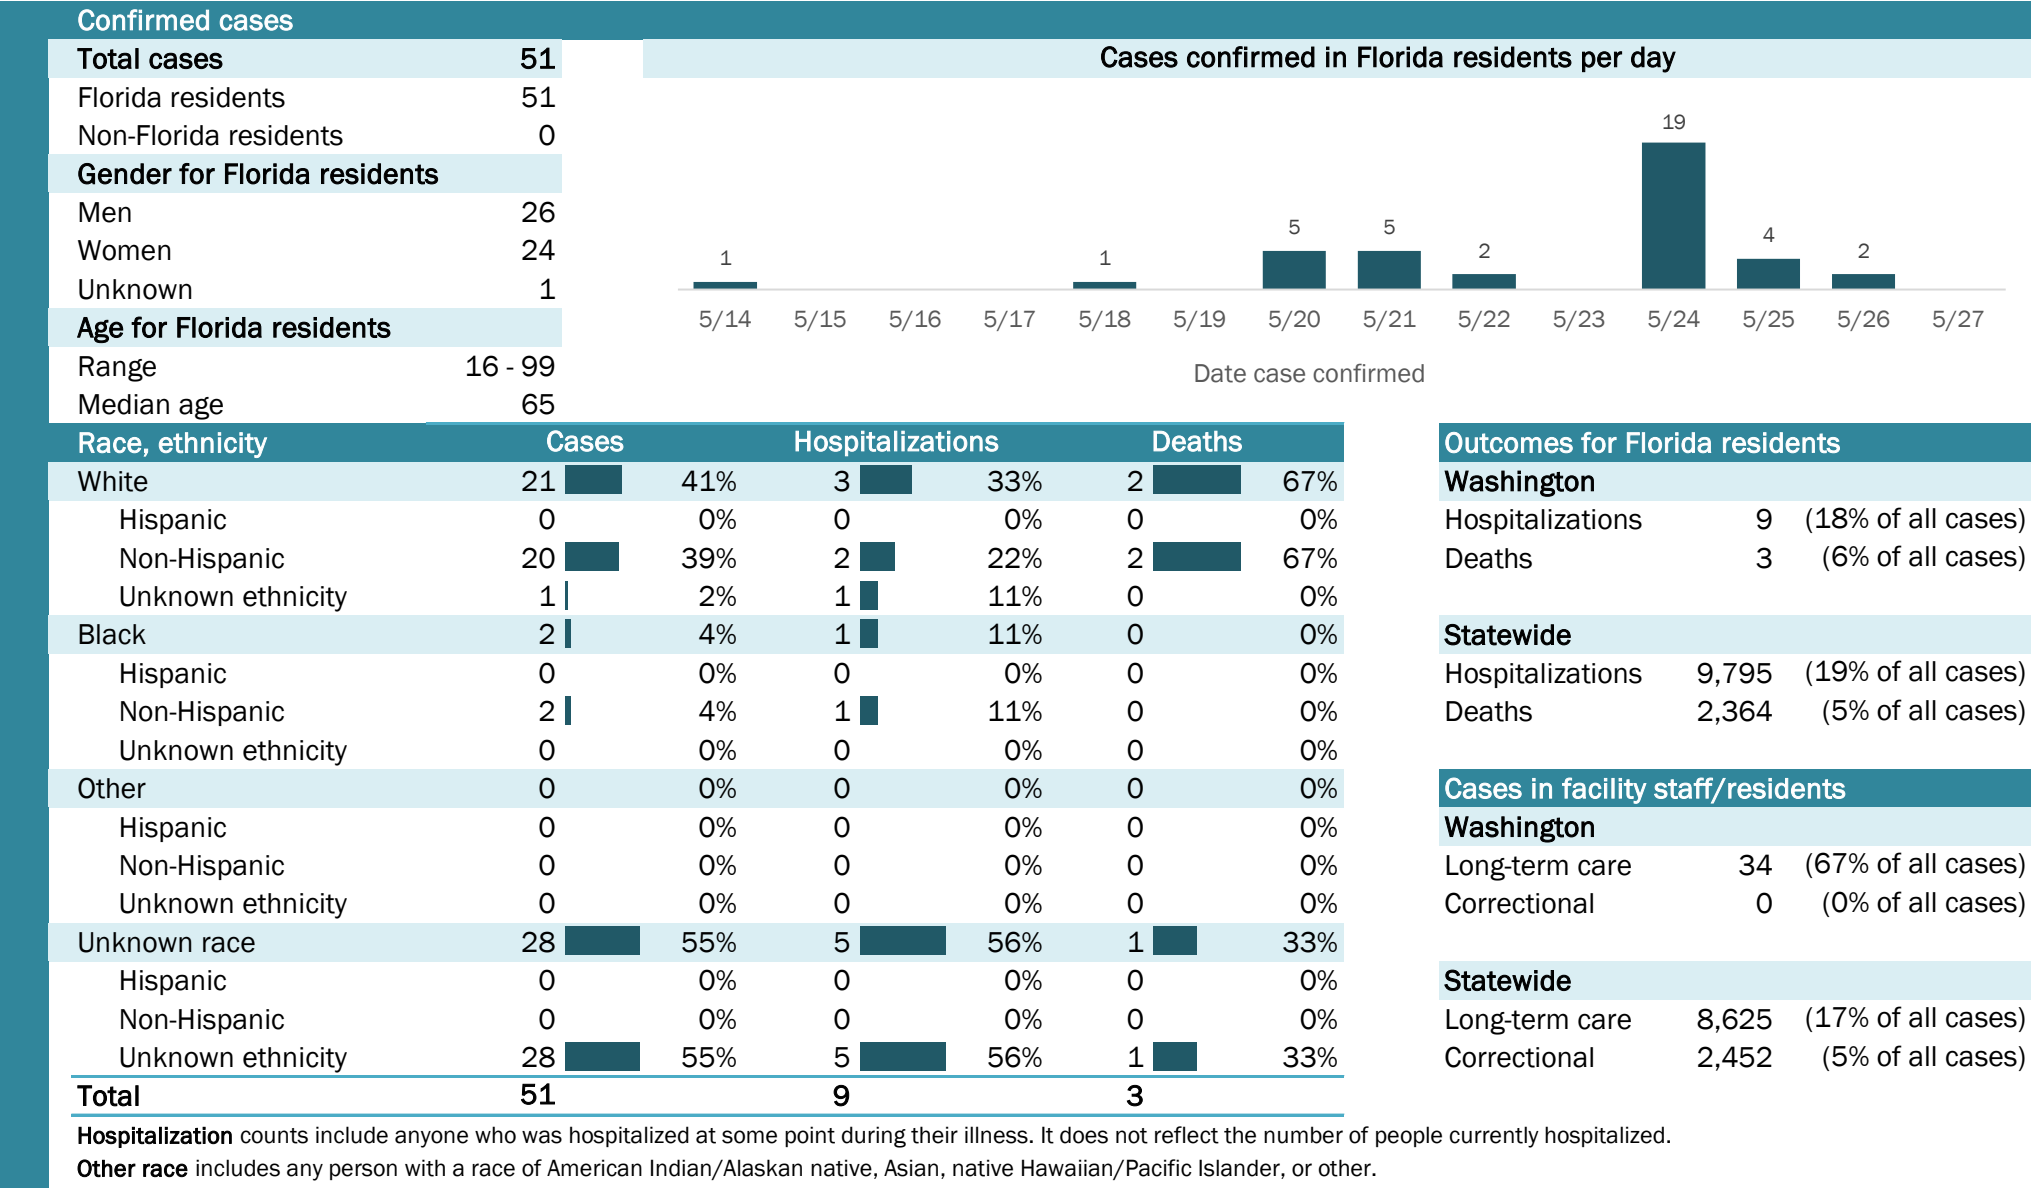 Confirmed cases
Total cases 51
Florida residents 51
Non-Florida residents 0
Gender for Florida residents
Men 26
Women 24
Unknown 1
Age for Florida residents
Range 16 - 99
Median age 65
Cases confirmed in Florida residents per day
1 1 5 5 2 19 4 2
5/14 5/15 5/16 5/17 5/18 5/19 5/20 5/21 5/22 5/23 5/24 5/25 5/26 5/27
Date case confirmed
Race, ethnicity Cases Hospitalizations Deaths
White 21 41% 3 33% 2 67%
Hispanic 0 0% 0 0% 0 0%
Non-Hispanic 20 39% 2 22% 2 67%
Unknown ethnicity 1 2% 1 11% 0 0%
Black 2 4% 1 11% 0 0%
Hispanic 0 0% 0 0% 0 0%
Non-Hispanic 2 4% 1 11% 0 0%
Unknown ethnicity 0 0% 0 0% 0 0%
Other 0 0% 0 0% 0 0%
Hispanic 0 0% 0 0% 0 0%
Non-Hispanic 0 0% 0 0% 0 0%
Unknown ethnicity 0 0% 0 0% 0 0%
Unknown race 28 55% 5 56% 1 33%
Hispanic 0 0% 0 0% 0 0%
Non-Hispanic 0 0% 0 0% 0 0%
Unknown ethnicity 28 55% 5 56% 1 33%
Total 51 9 3
Outcomes for Florida residents
Washington
Hospitalizations 9 (18% of all cases)
Deaths 3 (6% of all cases)
Statewide
Hospitalizations 9,795 (19% of all cases)
Deaths 2,364 (5% of all cases)
Cases in facility staff/residents
Washington
Long-term care 34 (67% of all cases)
Correctional 0 (0% of all cases)
Statewide
Long-term care 8,625 (17% of all cases)
Correctional 2,452 (5% of all cases)
Hospitalization counts include anyone who was hospitalized at some point during their illness. It does not reflect the number of people currently hospitalized.
Other race includes any person with a race of American Indian/Alaskan native, Asian, native Hawaiian/Pacific Islander, or other.